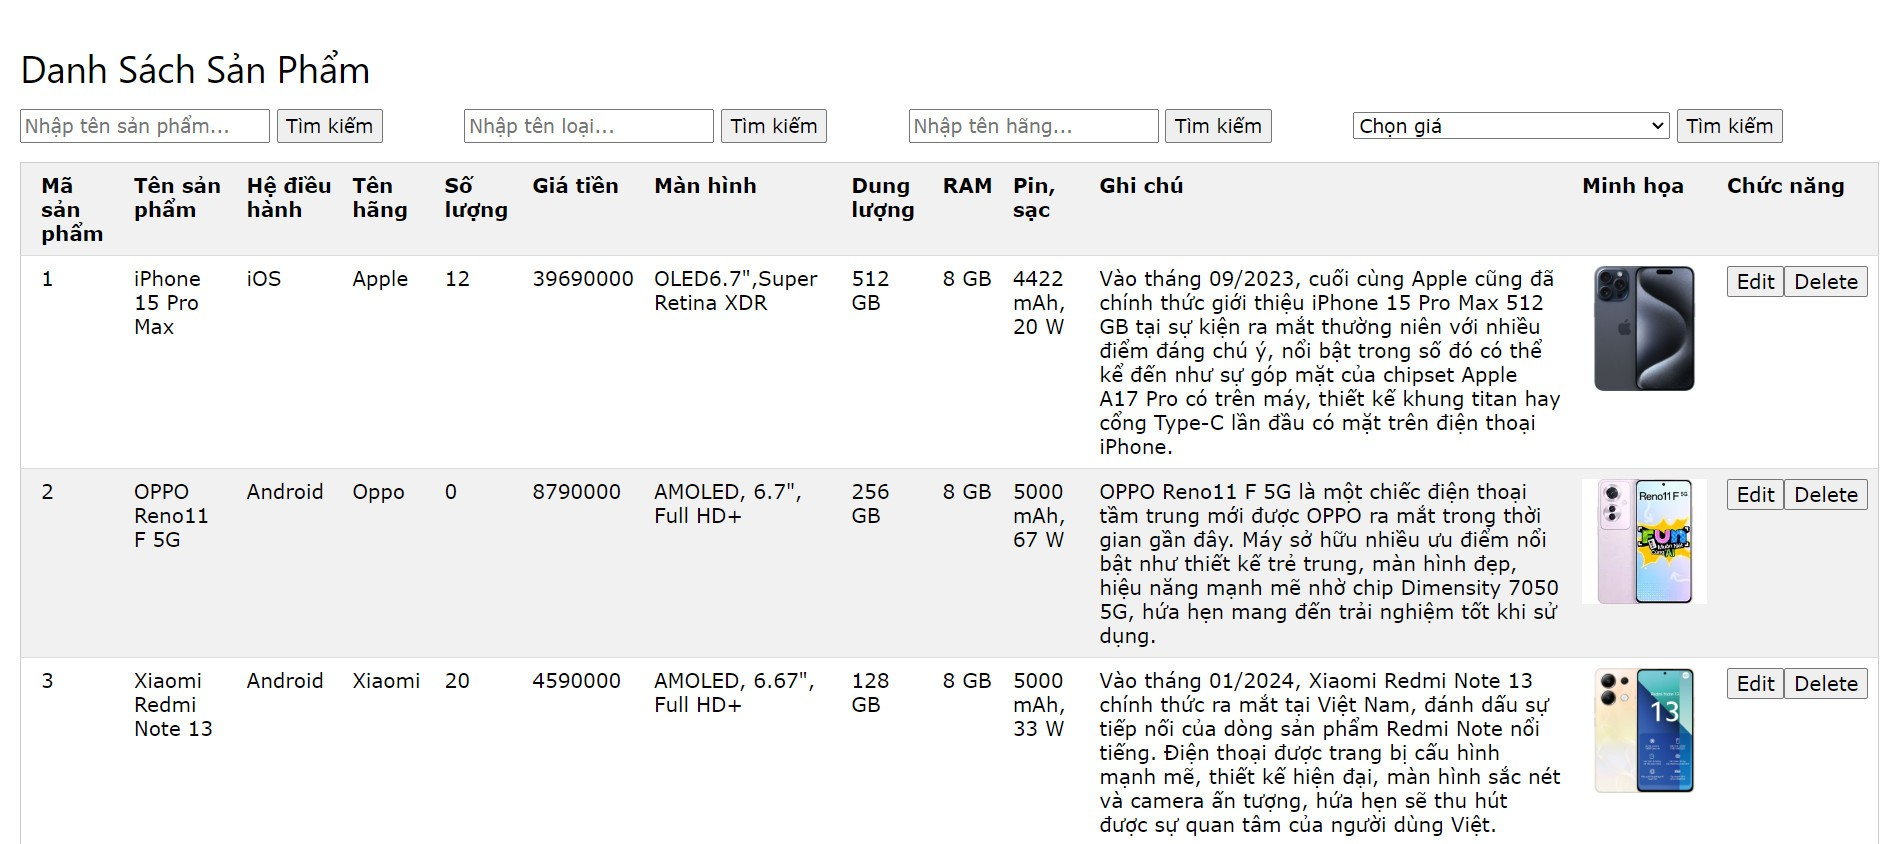 Danh Sách Sản Phẩm
Nhập tên sản phẩm... Tìm kiếm Nhập tên loại... Tìm kiếm Nhập tên hãng... Tìm kiếm Chọn giá Tìm kiếm
Mã sản phẩm Tên sản phẩm Hệ điều hành Tên hãng Số lượng Giá tiền Màn hình Dung lượng RAM Pin, sạc Ghi chú Minh họa Chức năng
1
iPhone
15 Pro
Max
iOS
Apple
12
39690000
OLED6.7",Super
Retina XDR
512
GB
8 GB
4422
mAh,
20 W
Vào tháng 09/2023, cuối cùng Apple cũng đã
chính thức giới thiệu iPhone 15 Pro Max 512
GB tại sự kiện ra mắt thường niên với nhiều
điểm đáng chú ý, nổi bật trong số đó có thể
kể đến như sự góp mặt của chipset Apple
A17 Pro có trên máy, thiết kế khung titan hay
cổng Type-C lần đầu có mặt trên điện thoại
iPhone.
Edit Delete
2
OPPO
Reno11
F 5G
Android
Oppo
0
8790000
AMOLED, 6.7",
Full HD+
256
GB
8 GB
5000
mAh,
67 W
OPPO Reno11 F 5G là một chiếc điện thoại
tầm trung mới được OPPO ra mắt trong thời
gian gần đây. Máy sở hữu nhiều ưu điểm nổi
bật như thiết kế trẻ trung, màn hình đẹp,
hiệu năng mạnh mẽ nhờ chip Dimensity 7050
5G, hứa hẹn mang đến trải nghiệm tốt khi sử
dụng.
Reno11 F 5G
FUN
Edit Delete
3
Xiaomi
Redmi
Note 13
Android
Xiaomi
20
4590000
AMOLED, 6.67",
Full HD+
128
GB
8 GB
5000
mAh,
33 W
Vào tháng 01/2024, Xiaomi Redmi Note 13
chính thức ra mắt tại Việt Nam, đánh dấu sự
tiếp nối của dòng sản phẩm Redmi Note nổi
tiếng. Điện thoại được trang bị cấu hình
mạnh mẽ, thiết kế hiện đại, màn hình sắc nét
và camera ấn tượng, hứa hẹn sẽ thu hút
được sự quan tâm của người dùng Việt.
13
Edit Delete